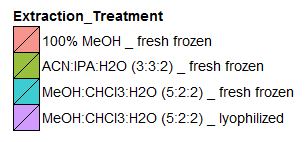 Extraction_Treatment
100% MeOH _ fresh frozen
ACN:IPA:H2O (3:3:2) _ fresh frozen
MeOH:CHCl3:H2O (5:2:2) _ fresh frozen
MeOH:CHCl3:H2O (5:2:2) _ lyophilized